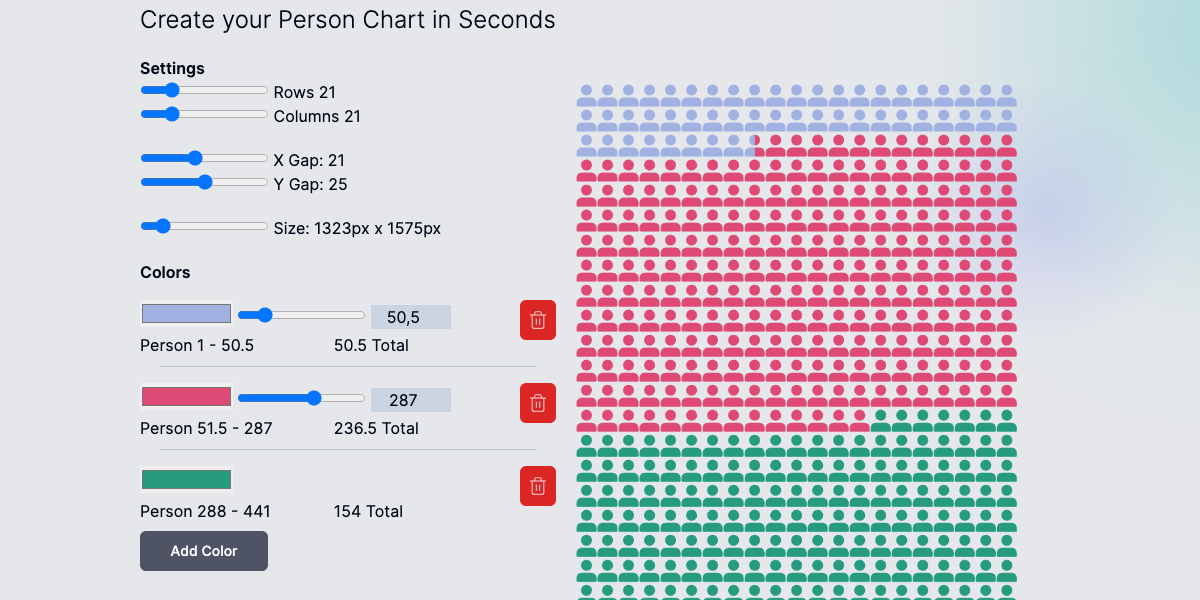 Create your Person Chart in Seconds
Settings
Rows 21
Columns 21
X Gap: 21
Y Gap: 25
Size: 1323px x 1575px
Colors
50,5
Person 1 - 50.5 50.5 Total
287
Person 51.5 - 287 236.5 Total
Person 288 - 441 154 Total
Add Color